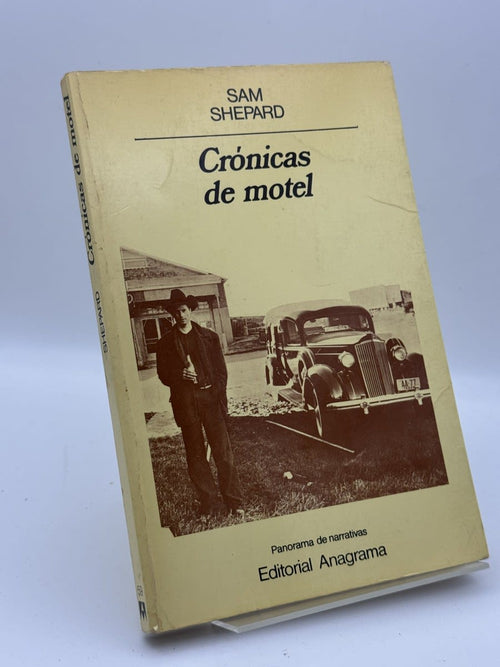 SAM
SHEPARD
Crónicas
de motel
Panorama de narrativas
Editorial Anagrama
Crónicas de motel
SHEPARD